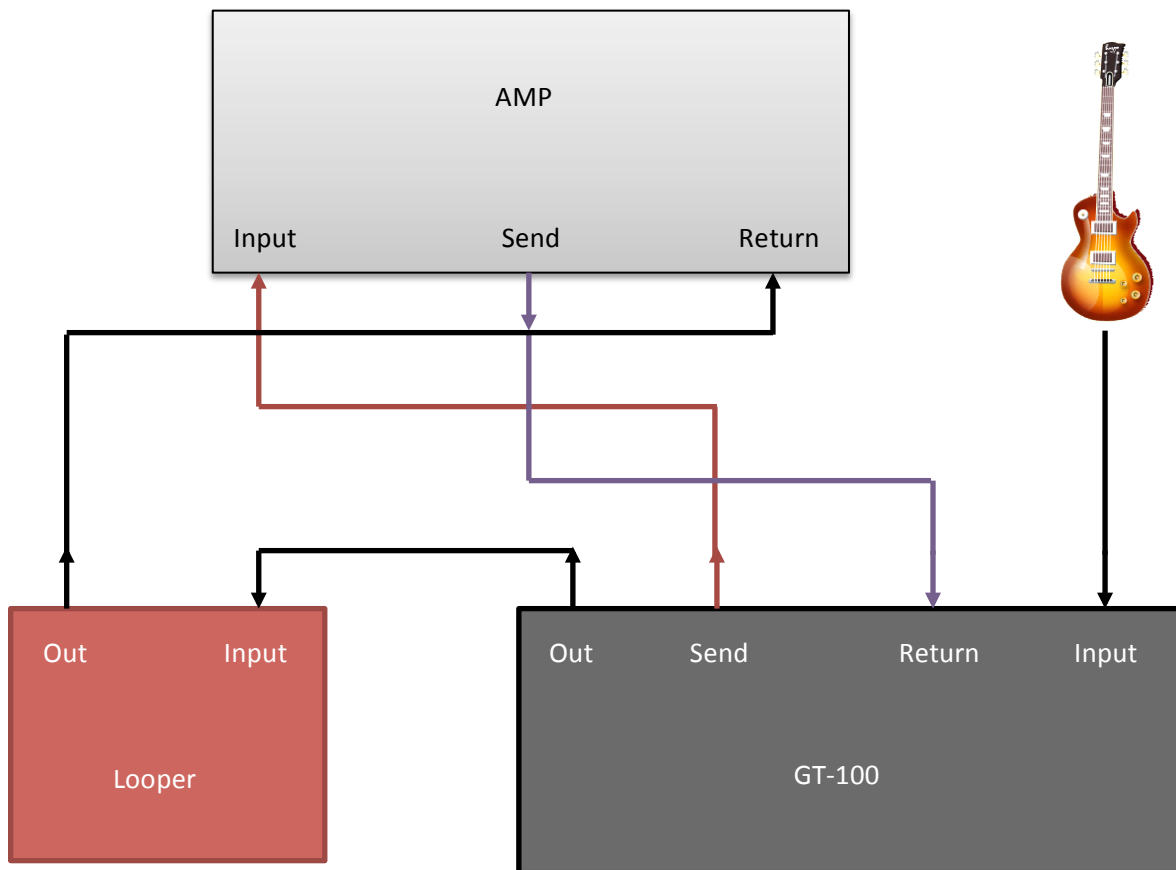 AMP
Input Send Return
Out Input
Looper
Out Send Return Input
GT-100